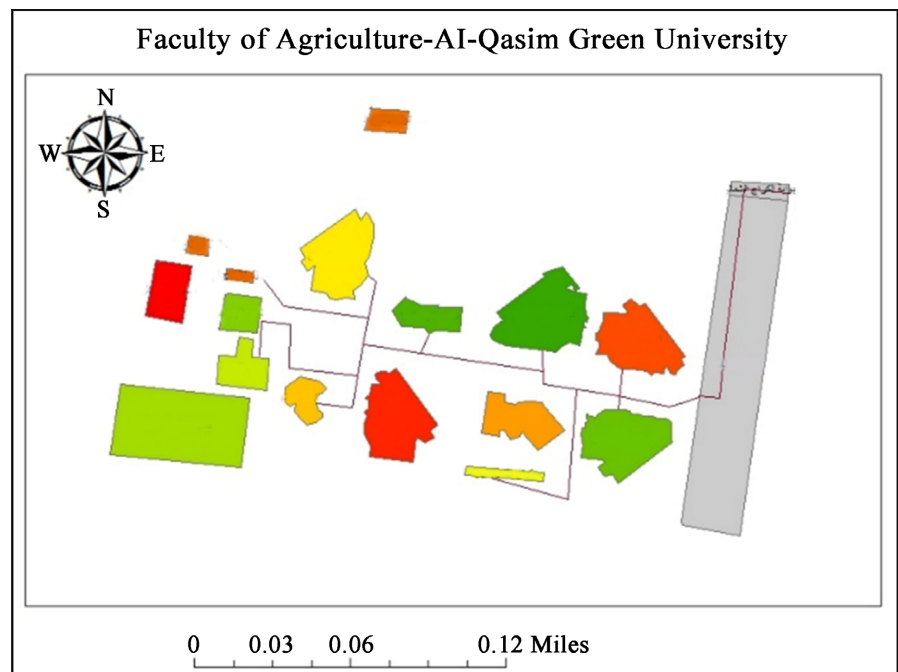 Faculty of Agriculture-AI-Qasim Green University
N
W E
S
0 0.03 0.06 0.12 Miles